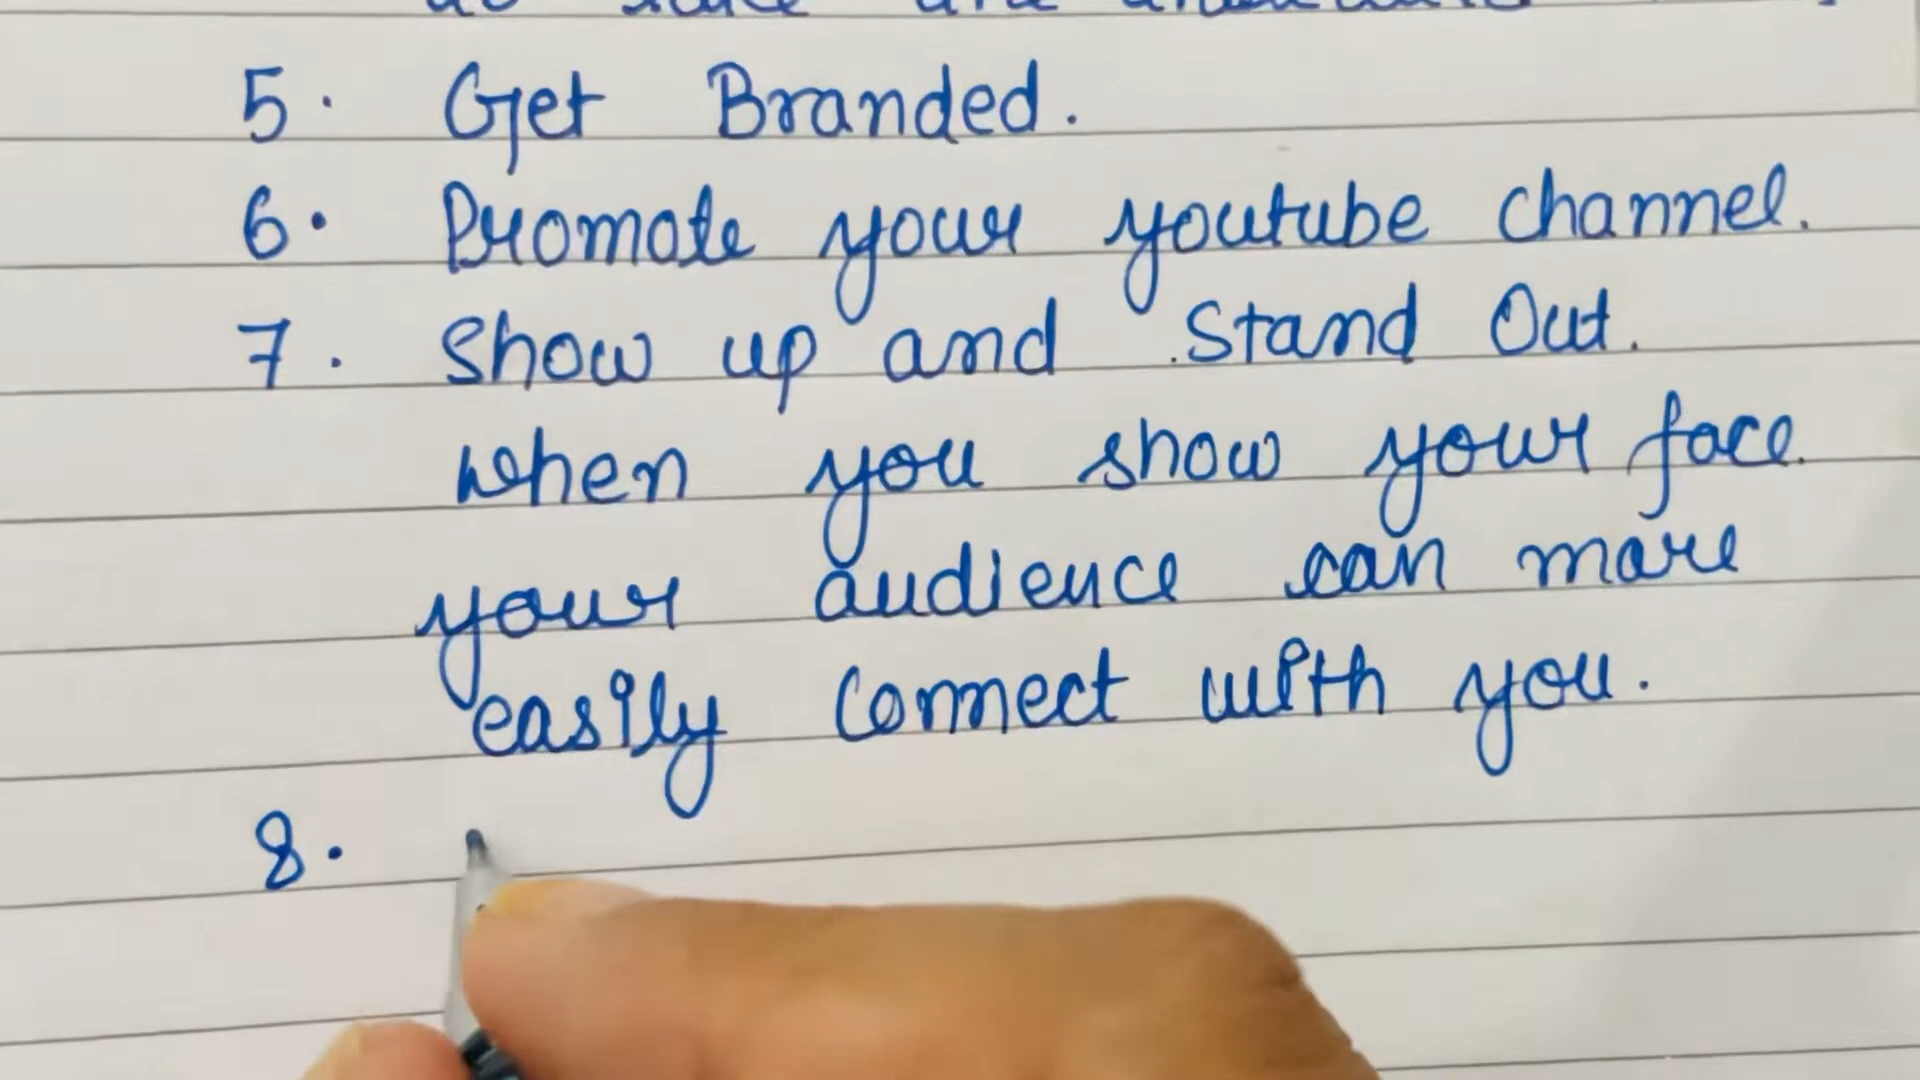 5. Get Branded.
6. Promote your youtube channel.
7. Show up and Stand Out.
when you show your face
your audience can more
easily connect with you.
8.